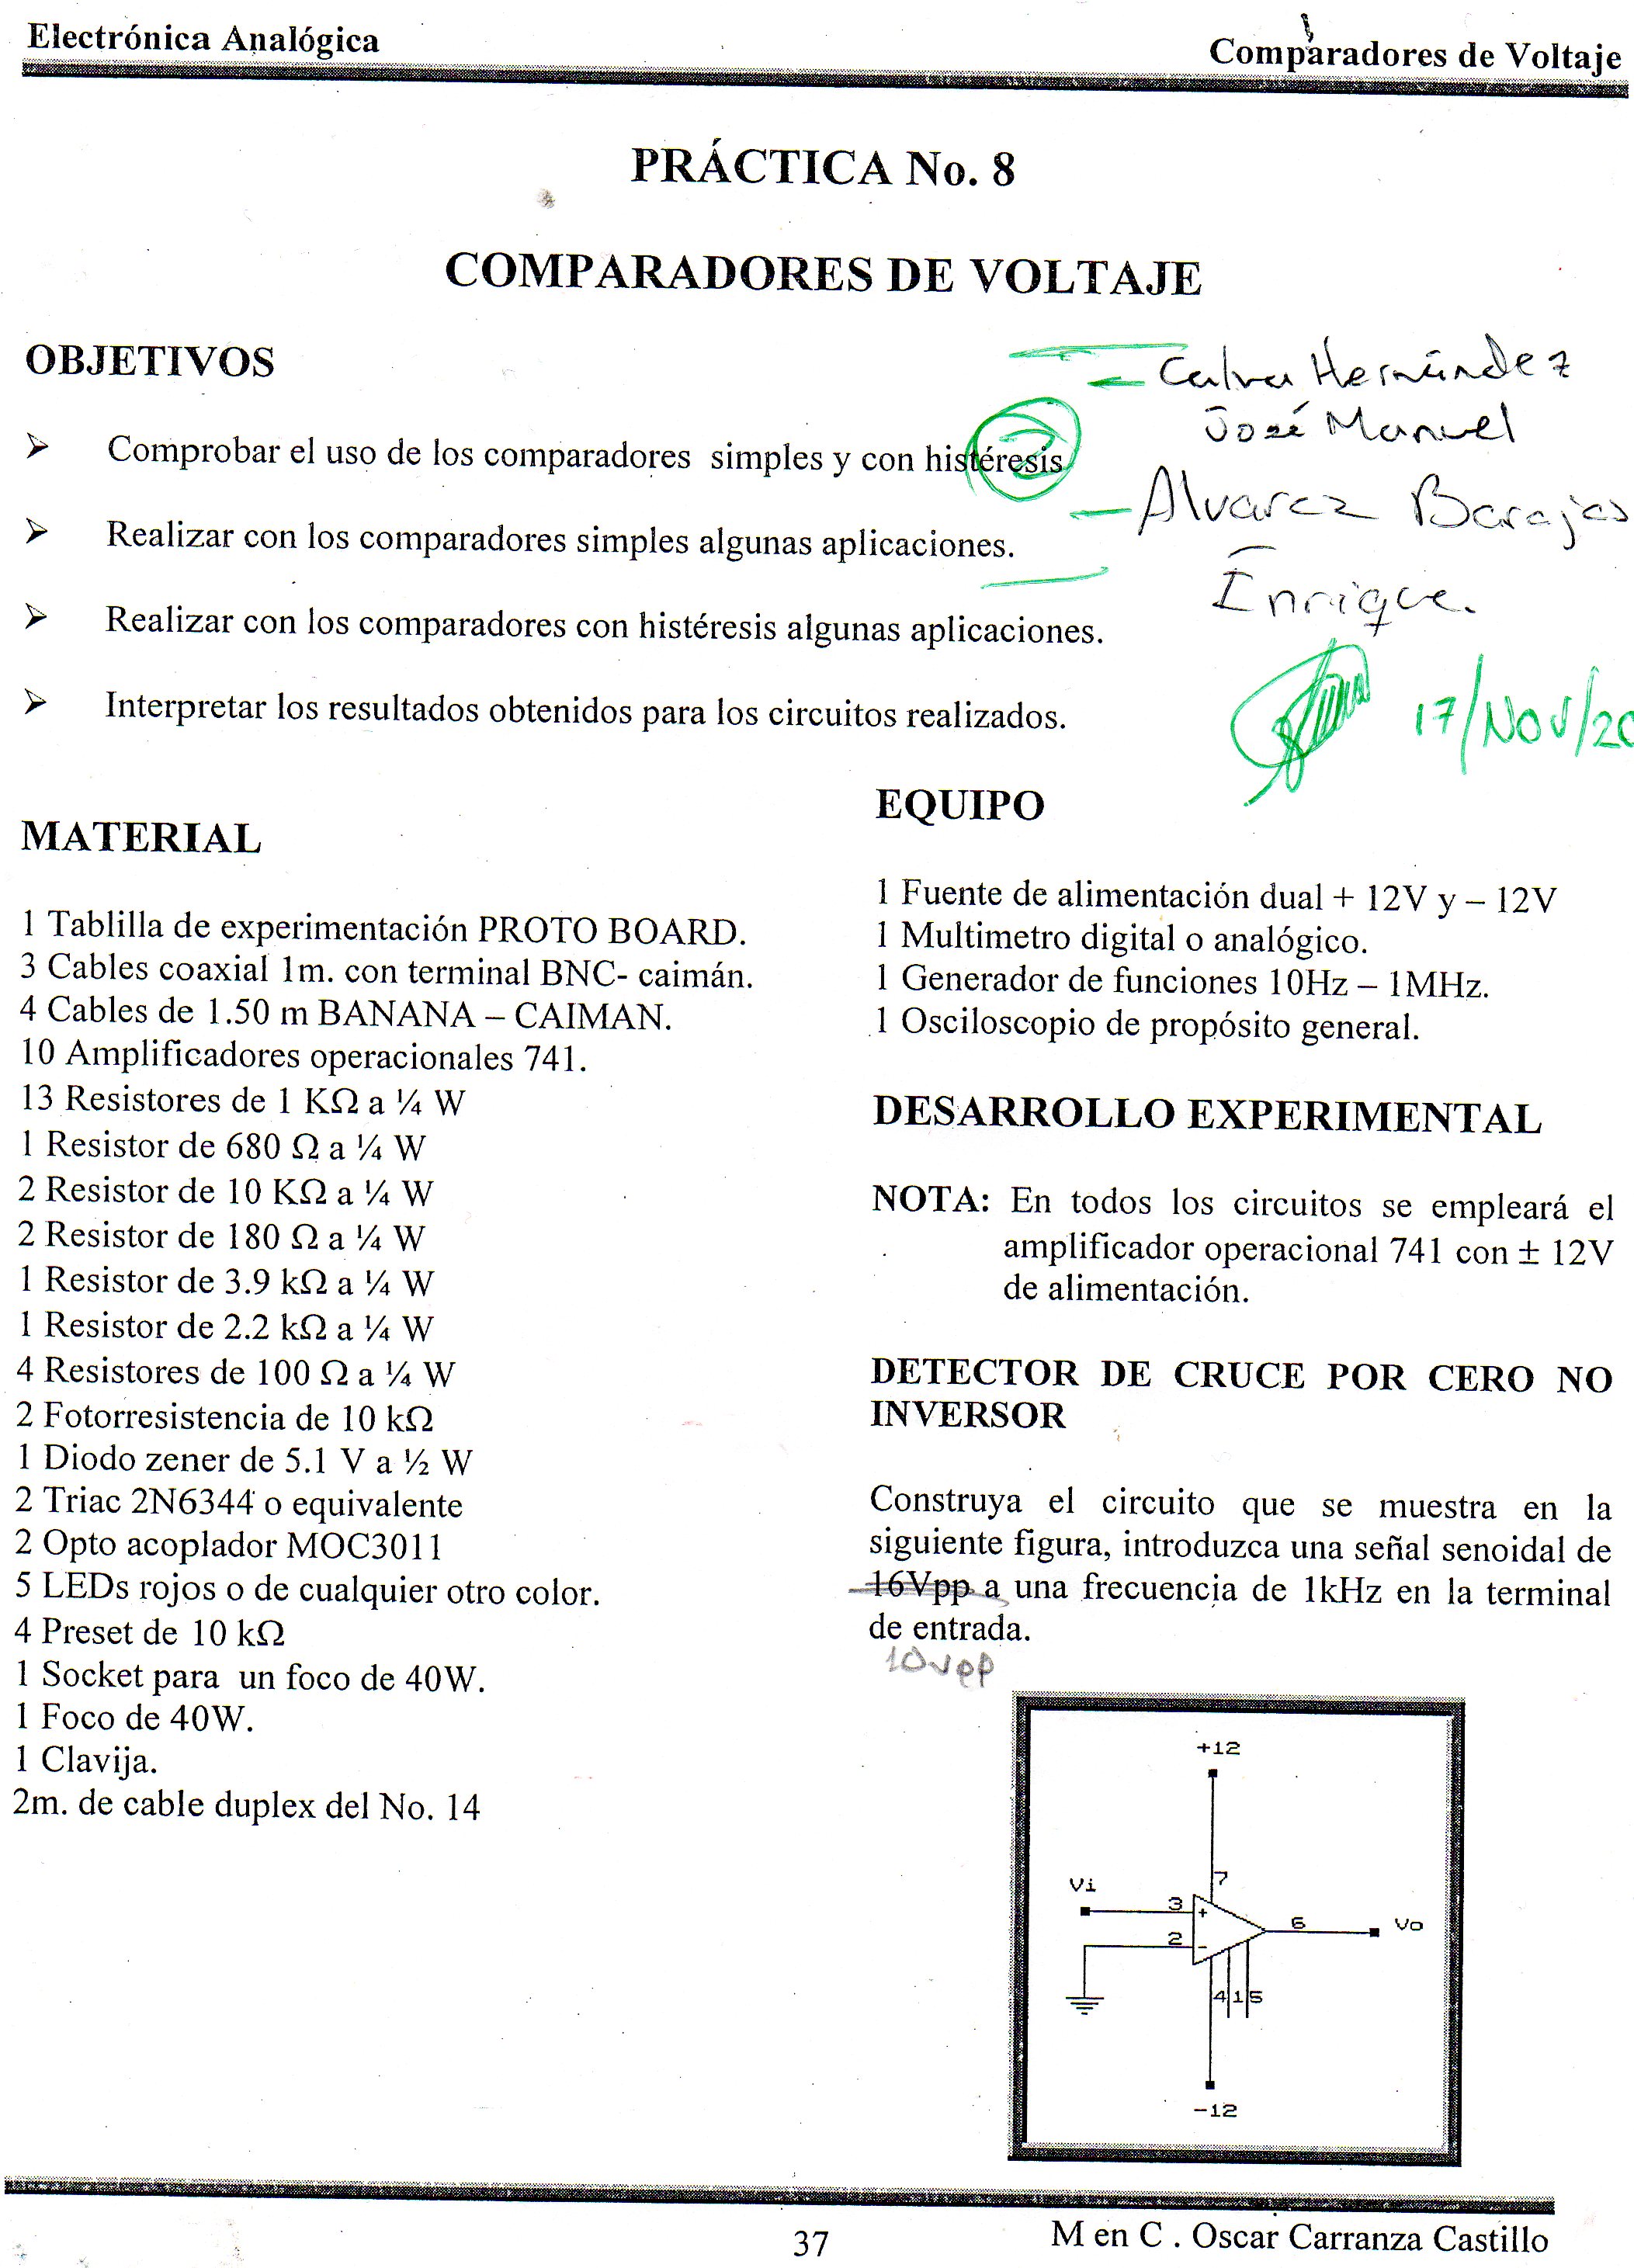 Electrónica Analógica
Comparadores de Voltaje
PRÁCTICA No. 8
COMPARADORES DE VOLTAJE
OBJETIVOS
Calva Hernández
José Manuel
➢ Comprobar el uso de los comparadores simples y con histéresis
2
Alvarez Barajas
Enrique.
➢ Realizar con los comparadores simples algunas aplicaciones.
➢ Realizar con los comparadores con histéresis algunas aplicaciones.
➢ Interpretar los resultados obtenidos para los circuitos realizados.
17/NOV/20
MATERIAL
1 Tablilla de experimentación PROTO BOARD.
3 Cables coaxial 1m. con terminal BNC- caimán.
4 Cables de 1.50 m BANANA – CAIMAN.
10 Amplificadores operacionales 741.
13 Resistores de 1 KΩ a ¼ W
1 Resistor de 680 Ω a ¼ W
2 Resistor de 10 KΩ a ¼ W
2 Resistor de 180 Ω a ¼ W
1 Resistor de 3.9 kΩ a ¼ W
1 Resistor de 2.2 kΩ a ¼ W
4 Resistores de 100 Ω a ¼ W
2 Fotorresistencia de 10 kΩ
1 Diodo zener de 5.1 V a ½ W
2 Triac 2N6344 o equivalente
2 Opto acoplador MOC3011
5 LEDs rojos o de cualquier otro color.
4 Preset de 10 kΩ
1 Socket para un foco de 40W.
1 Foco de 40W.
1 Clavija.
2m. de cable duplex del No. 14
EQUIPO
1 Fuente de alimentación dual + 12V y – 12V
1 Multimetro digital o analógico.
1 Generador de funciones 10Hz – 1MHz.
1 Osciloscopio de propósito general.
DESARROLLO EXPERIMENTAL
NOTA: En todos los circuitos se empleará el
amplificador operacional 741 con ± 12V
de alimentación.
DETECTOR DE CRUCE POR CERO NO
INVERSOR
Construya el circuito que se muestra en la
siguiente figura, introduzca una señal senoidal de
16Vpp a una frecuencia de 1kHz en la terminal
de entrada.
10vpp
+12
7
Vi
3
+
2
-
6
Vo
4 1 5
-12
37
M en C . Oscar Carranza Castillo